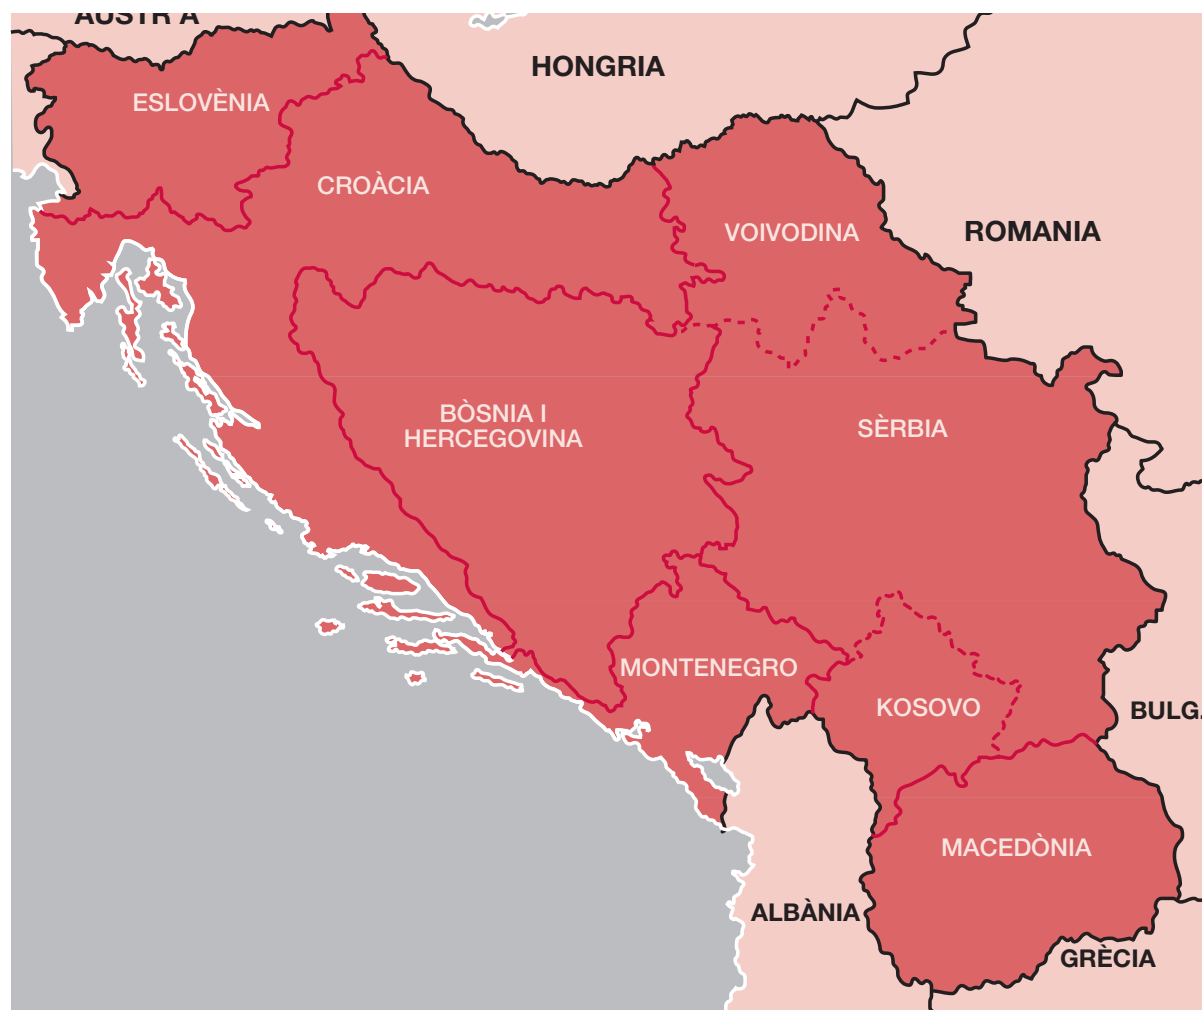 HONGRIA
ESLOVÈNIA
CROÀCIA
VOIVODINA
ROMANIA
BÒSNIA I
HERCEGOVINA
SÈRBIA
MONTENEGRO
KOSOVO
MACEDÒNIA
ALBÀNIA
GRÈCIA